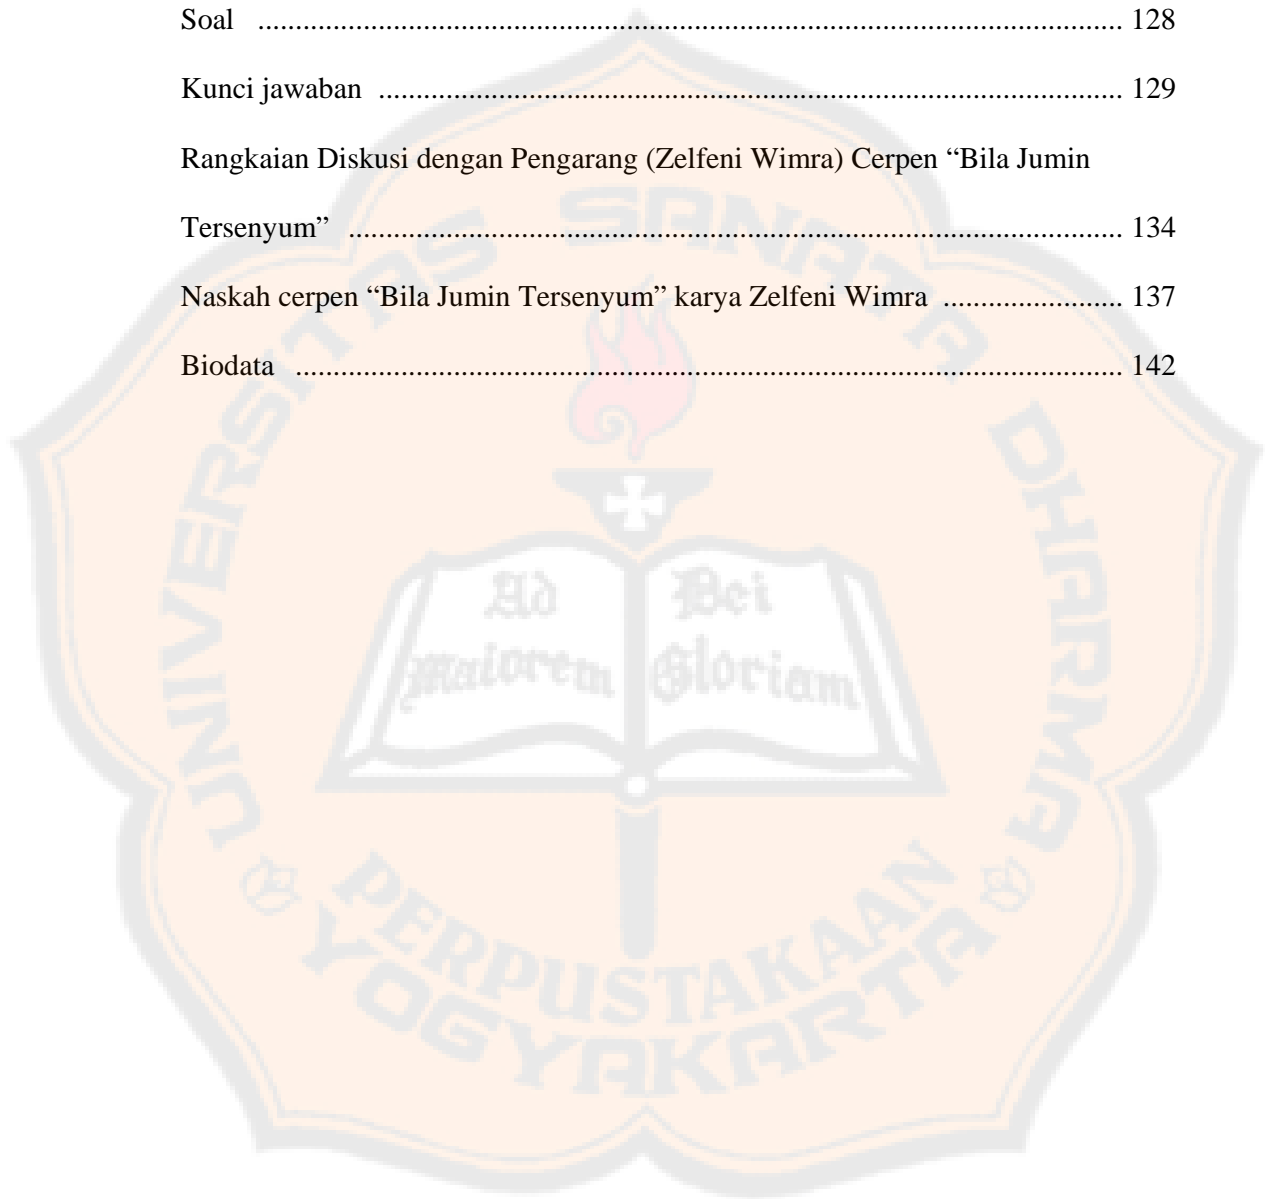 Soal ................................................................................................................ 128
Kunci jawaban ................................................................................................ 129
Rangkaian Diskusi dengan Pengarang (Zelfeni Wimra) Cerpen “Bila Jumin
Tersenyum” .................................................................................................... 134
Naskah cerpen “Bila Jumin Tersenyum” karya Zelfeni Wimra ....................... 137
Biodata ........................................................................................................... 142
UNIVERSITAS SANATA DHARMA
Ad Dei
Maiorem Gloriam
PERPUSTAKAAN
YOGYAKARTA